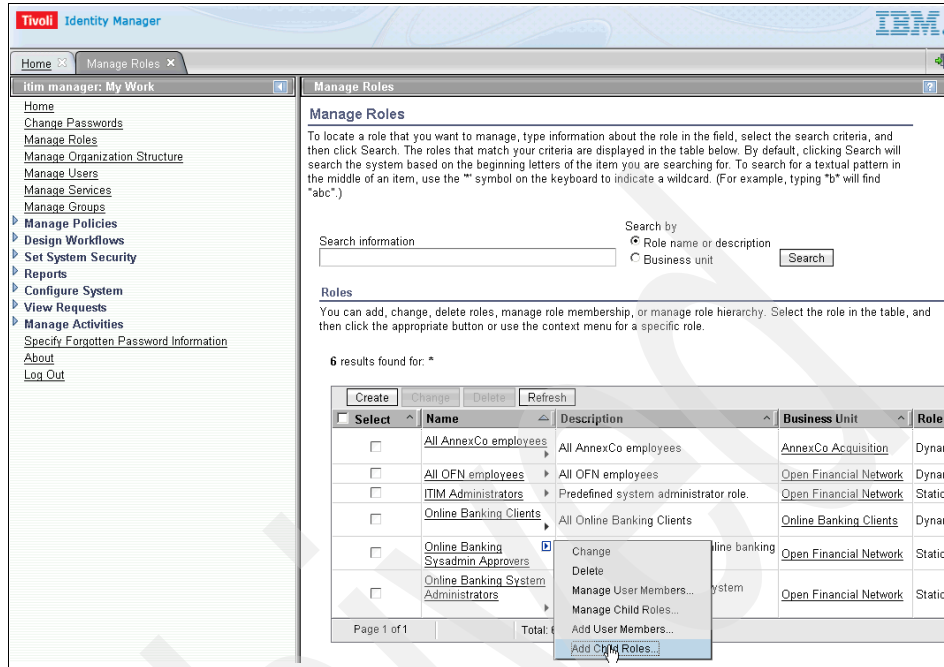 Tivoli Identity Manager
IBM.
Home
Manage Roles
itim manager: My Work
Home
Change Passwords
Manage Roles
Manage Organization Structure
Manage Users
Manage Services
Manage Groups
Manage Policies
Design Workflows
Set System Security
Reports
Configure System
View Requests
Manage Activities
Specify Forgotten Password Information
About
Log Out
Manage Roles
Manage Roles
To locate a role that you want to manage, type information about the role in the field, select the search criteria, and
then click Search. The roles that match your criteria are displayed in the table below. By default, clicking Search will
search the system based on the beginning letters of the item you are searching for. To search for a textual pattern in
the middle of an item, use the "*" symbol on the keyboard to indicate a wildcard. (For example, typing *b* will find
"abc".)
Search information
Search by
Role name or description
Business unit
Search
Roles
You can add, change, delete roles, manage role membership, or manage role hierarchy. Select the role in the table, and
then click the appropriate button or use the context menu for a specific role.
6 results found for: *
Create Change Delete Refresh
Select Name Description Business Unit Role
All AnnexCo employees All AnnexCo employees AnnexCo Acquisition Dynar
All OFN employees All OFN employees Open Financial Network Dynar
ITIM Administrators Predefined system administrator role. Open Financial Network Static
Online Banking Clients All Online Banking Clients Online Banking Clients Dynar
Online Banking
Sysadmin Approvers
nline banking
Open Financial Network Static
Online Banking System
Administrators
ystem
Open Financial Network Static
Change
Delete
Manage User Members...
Manage Child Roles...
Add User Members...
Add Child Roles...
Page 1 of 1 Total: 6